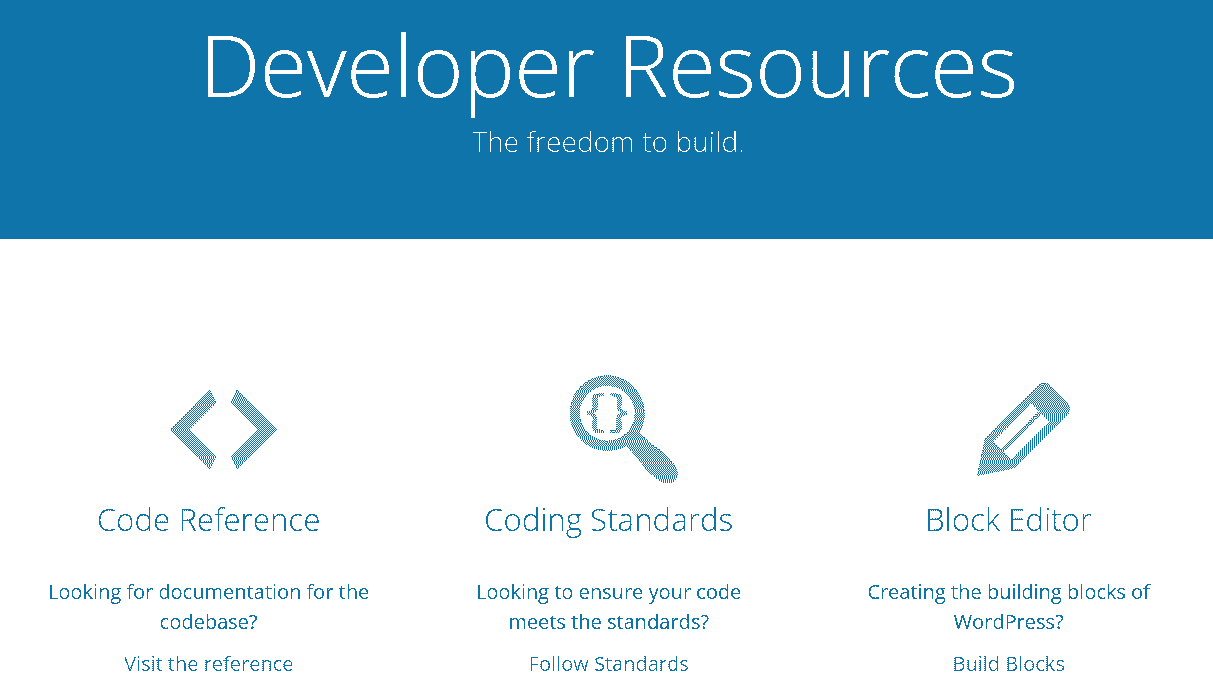 Developer Resources
The freedom to build.
{}
Code Reference
Looking for documentation for the
codebase?
Visit the reference
Coding Standards
Looking to ensure your code
meets the standards?
Follow Standards
Block Editor
Creating the building blocks of
WordPress?
Build Blocks